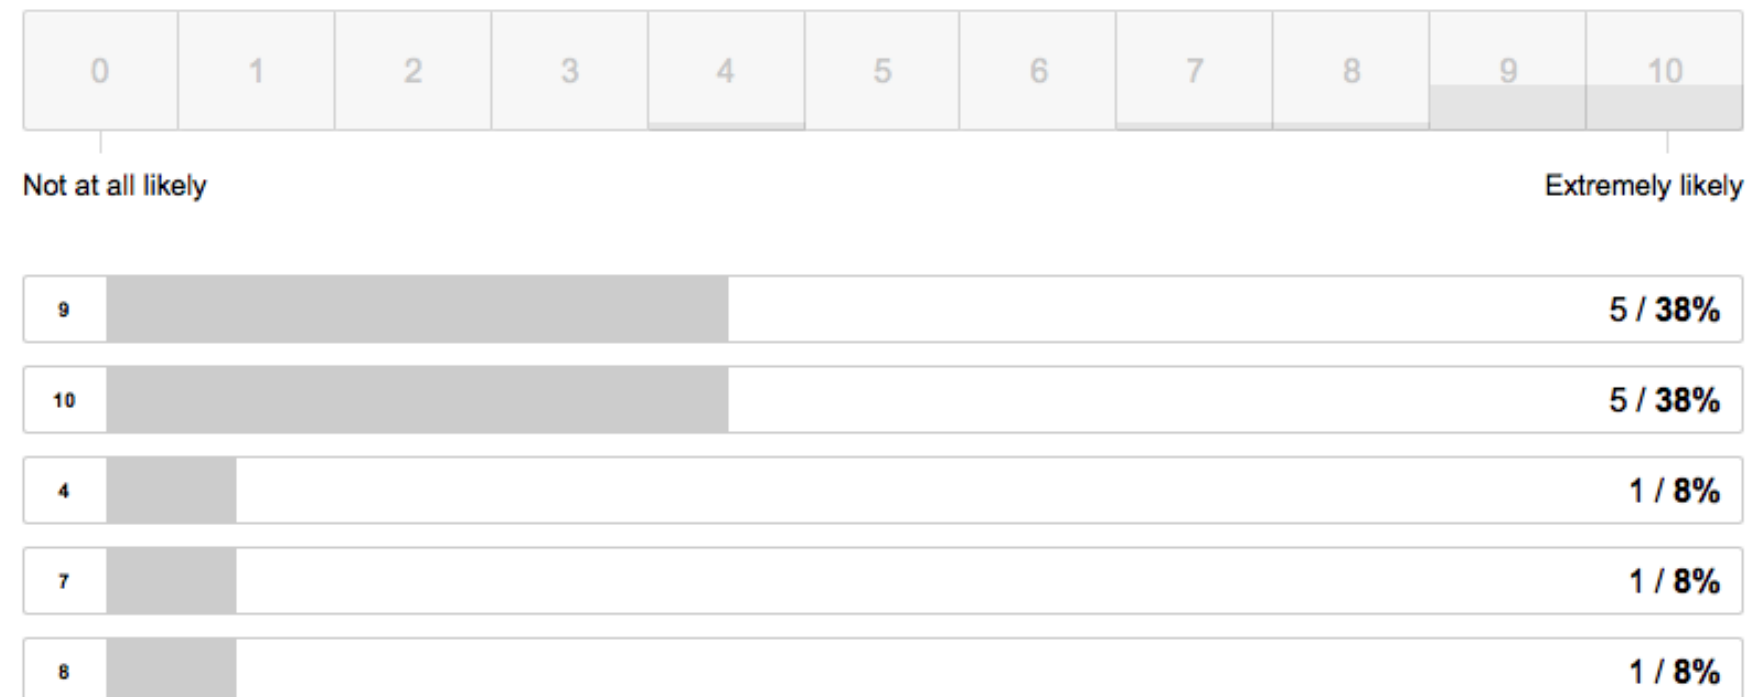 0 1 2 3 4 5 6 7 8 9 10
Not at all likely Extremely likely
9 5 / 38%
10 5 / 38%
4 1 / 8%
7 1 / 8%
8 1 / 8%